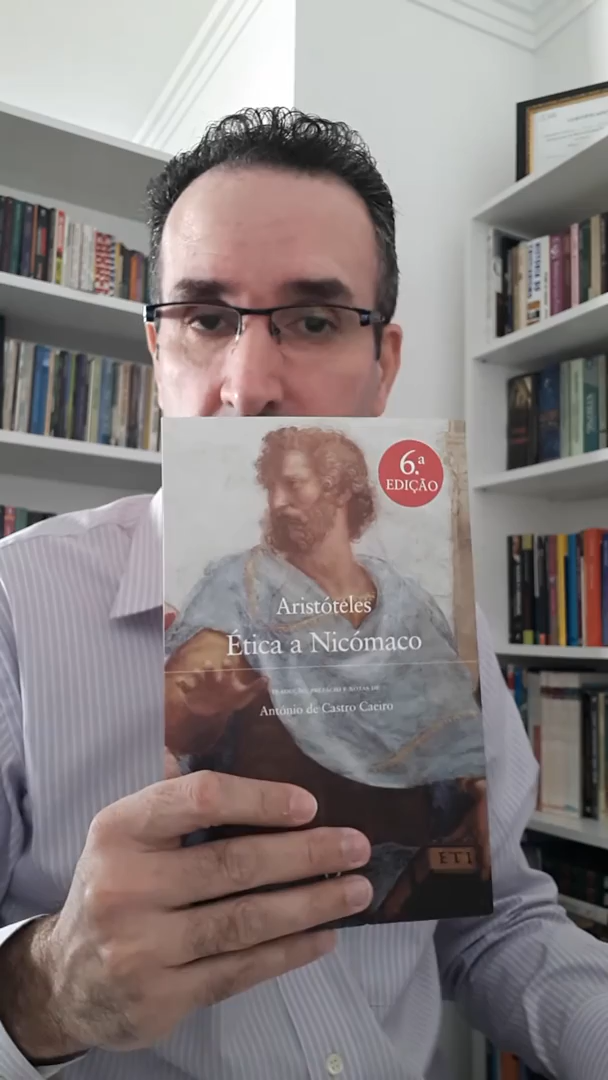 6.ª
EDIÇÃO
Aristóteles
Ética a Nicómaco
TRADUÇÃO, PREFÁCIO E NOTAS DE
António de Castro Caeiro
ETI